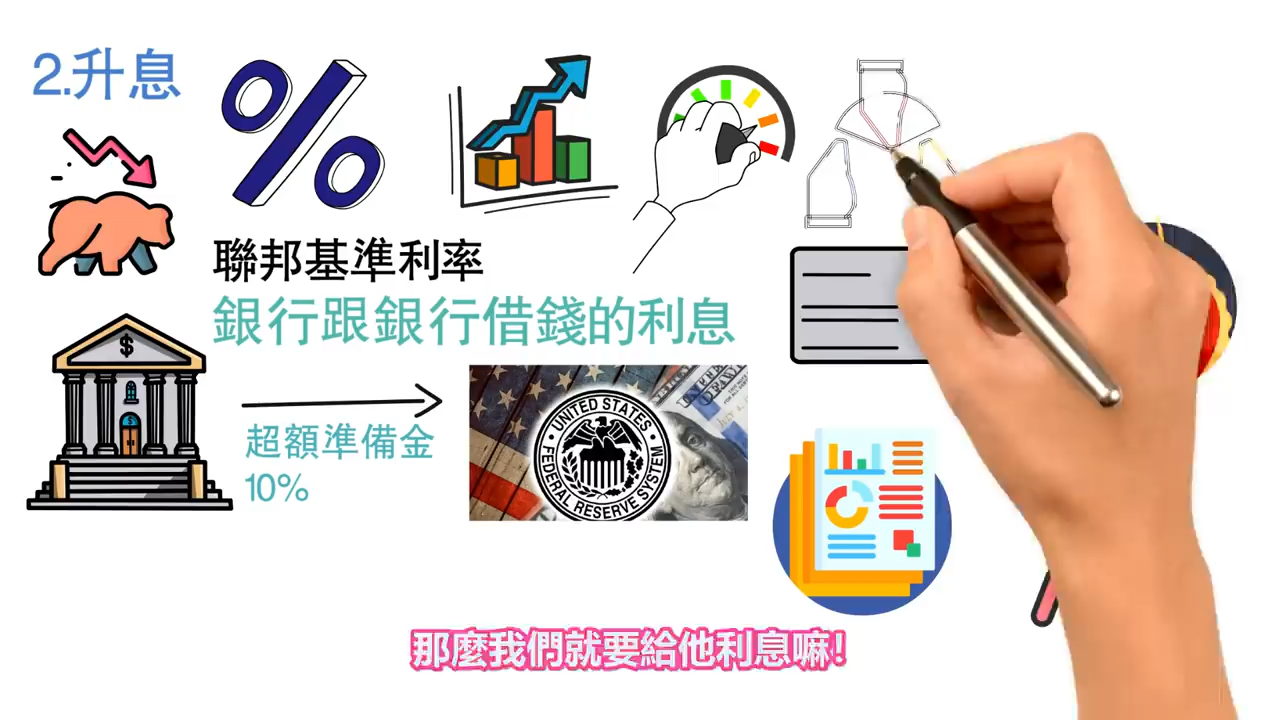 2.升息
%
聯邦基準利率
銀行跟銀行借錢的利息
$
超額準備金
10%
UNITED STATES
FEDERAL RESERVE SYSTEM
那麼我們就要給他利息嘛!